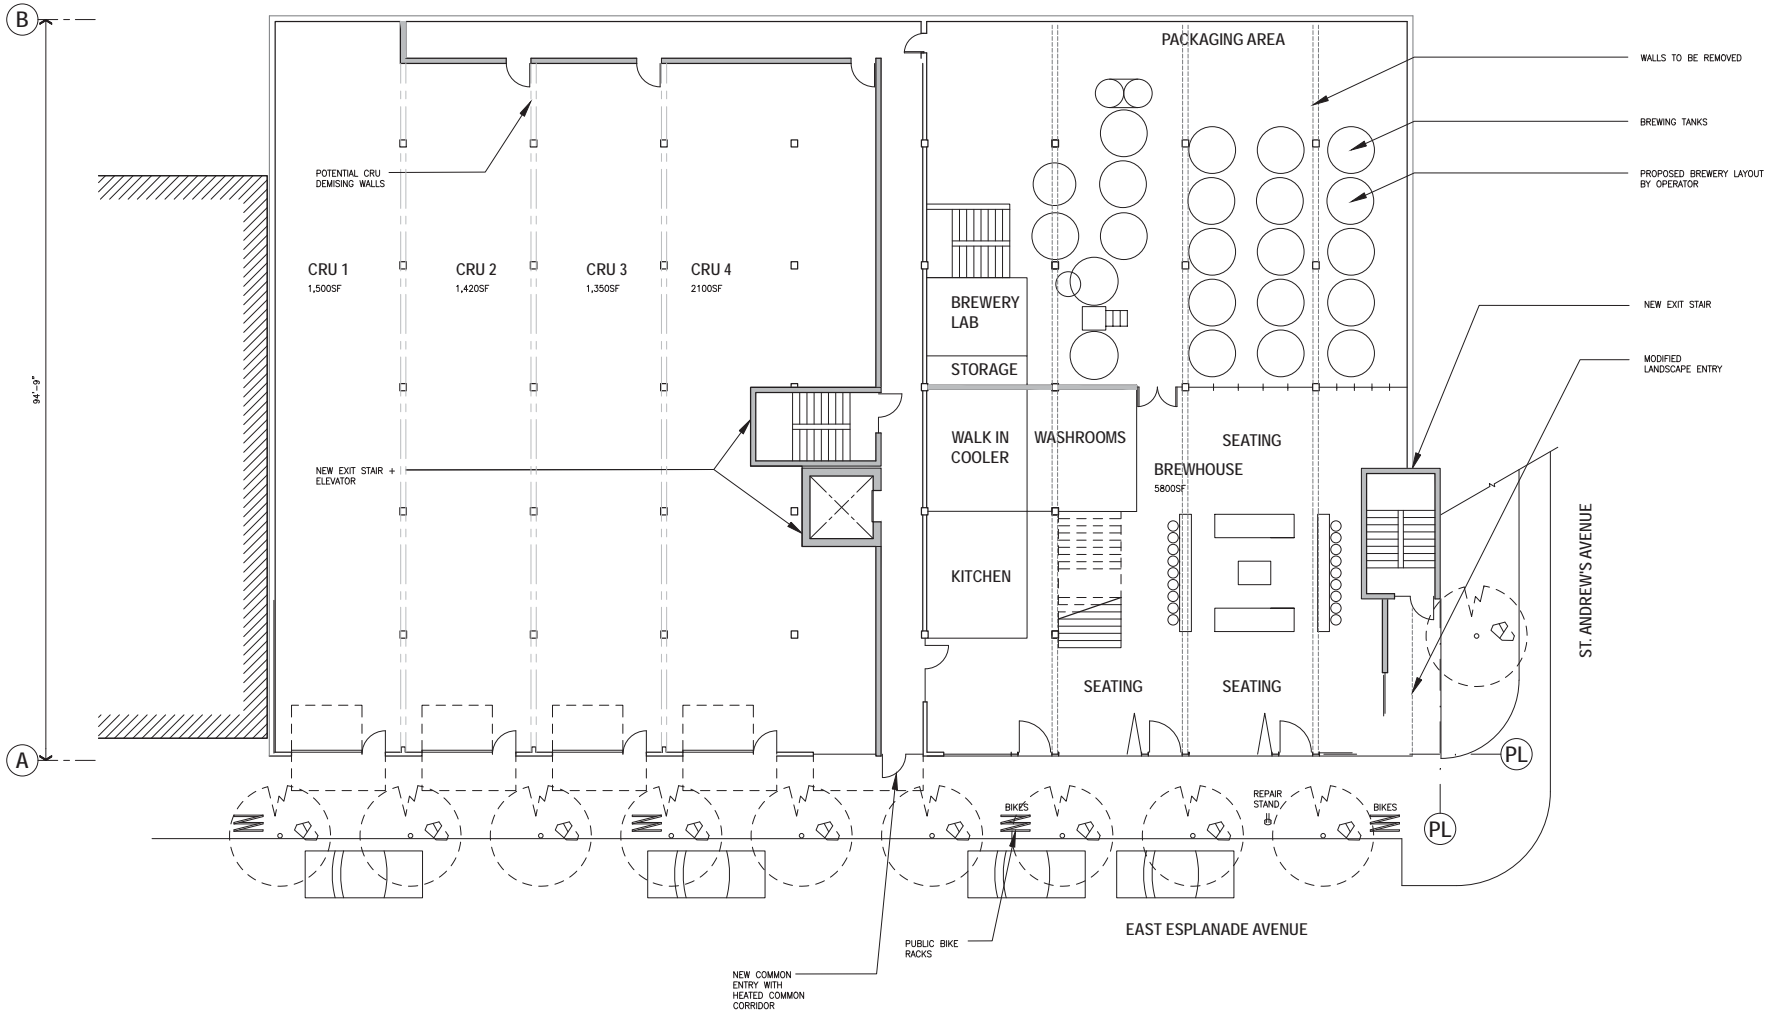 B
PACKAGING AREA
WALLS TO BE REMOVED
BREWING TANKS
POTENTIAL CRU
DEMISING WALLS
PROPOSED BREWERY LAYOUT
BY OPERATOR
CRU 1
1,500SF
CRU 2
1,420SF
CRU 3
1,350SF
CRU 4
2100SF
BREWERY
LAB
NEW EXIT STAIR
STORAGE
MODIFIED
LANDSCAPE ENTRY
94'-9"
WALK IN
COOLER
WASHROOMS
SEATING
BREWHOUSE
5800SF
NEW EXIT STAIR +
ELEVATOR
KITCHEN
ST. ANDREW'S AVENUE
SEATING
SEATING
A
PL
BIKES
REPAIR
STAND
BIKES
PL
EAST ESPLANADE AVENUE
PUBLIC BIKE
RACKS
NEW COMMON
ENTRY WITH
HEATED COMMON
CORRIDOR